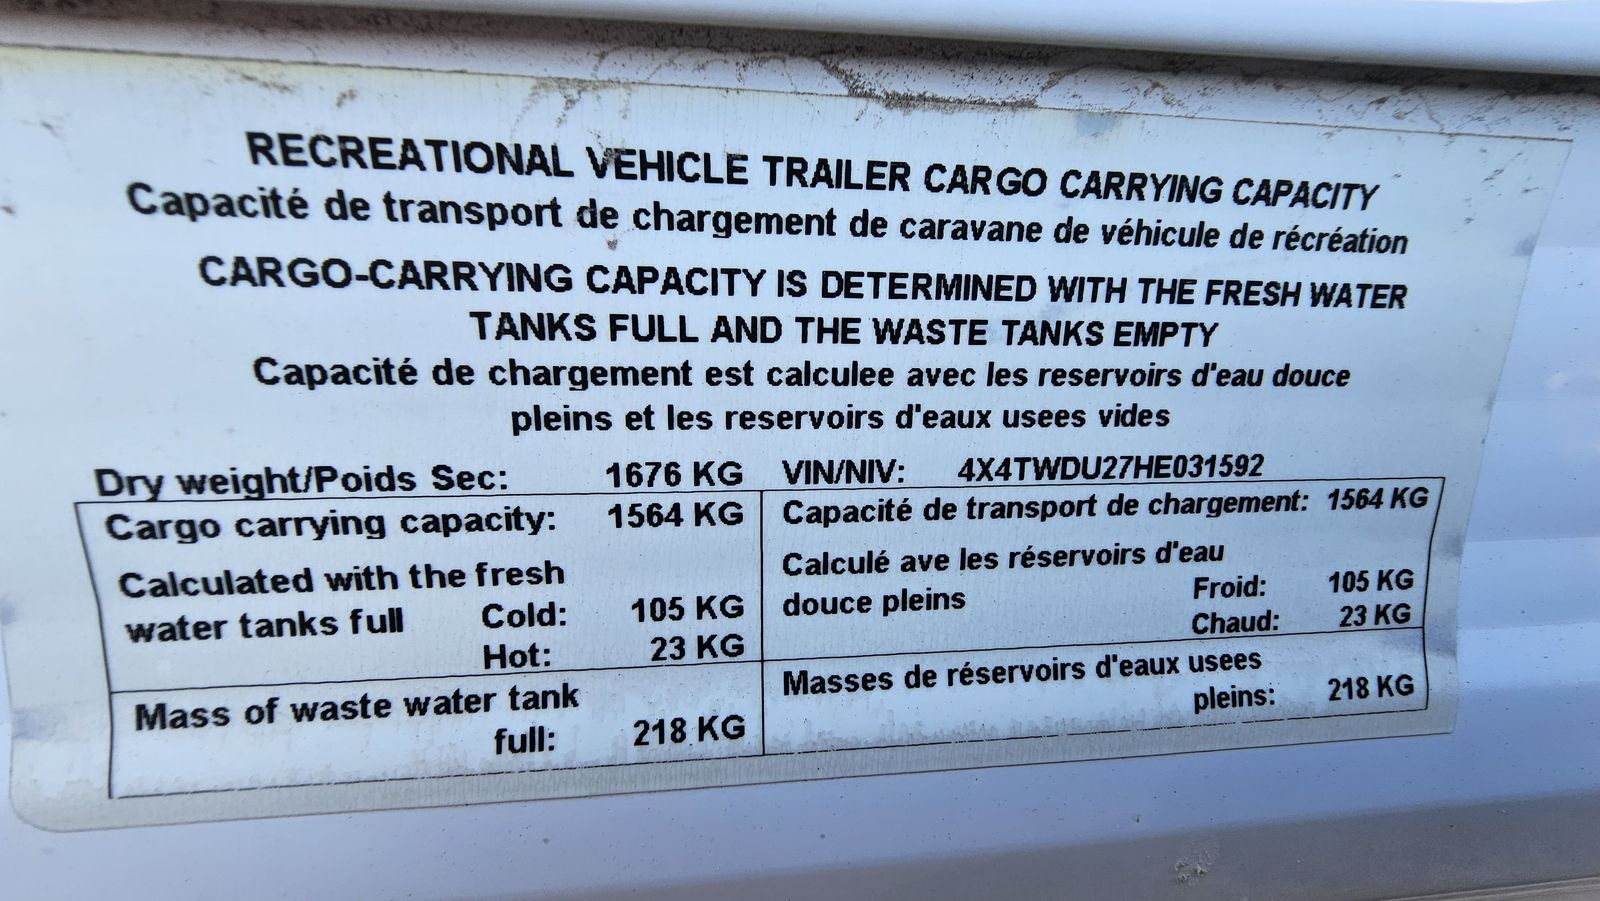 RECREATIONAL VEHICLE TRAILER CARGO CARRYING CAPACITY
Capacité de transport de chargement de caravane de véhicule de récréation
CARGO-CARRYING CAPACITY IS DETERMINED WITH THE FRESH WATER
TANKS FULL AND THE WASTE TANKS EMPTY
Capacité de chargement est calculee avec les reservoirs d'eau douce
pleins et les reservoirs d'eaux usees vides
Dry weight/Poids Sec: 1676 KG VIN/NIV: 4X4TWDU27HE031592
Cargo carrying capacity: 1564 KG
Calculated with the fresh
water tanks full Cold: 105 KG
Hot: 23 KG
Mass of waste water tank
full: 218 KG
Capacité de transport de chargement: 1564 KG
Calculé ave les réservoirs d'eau
douce pleins Froid: 105 KG
Chaud: 23 KG
Masses de réservoirs d'eaux usees
pleins: 218 KG